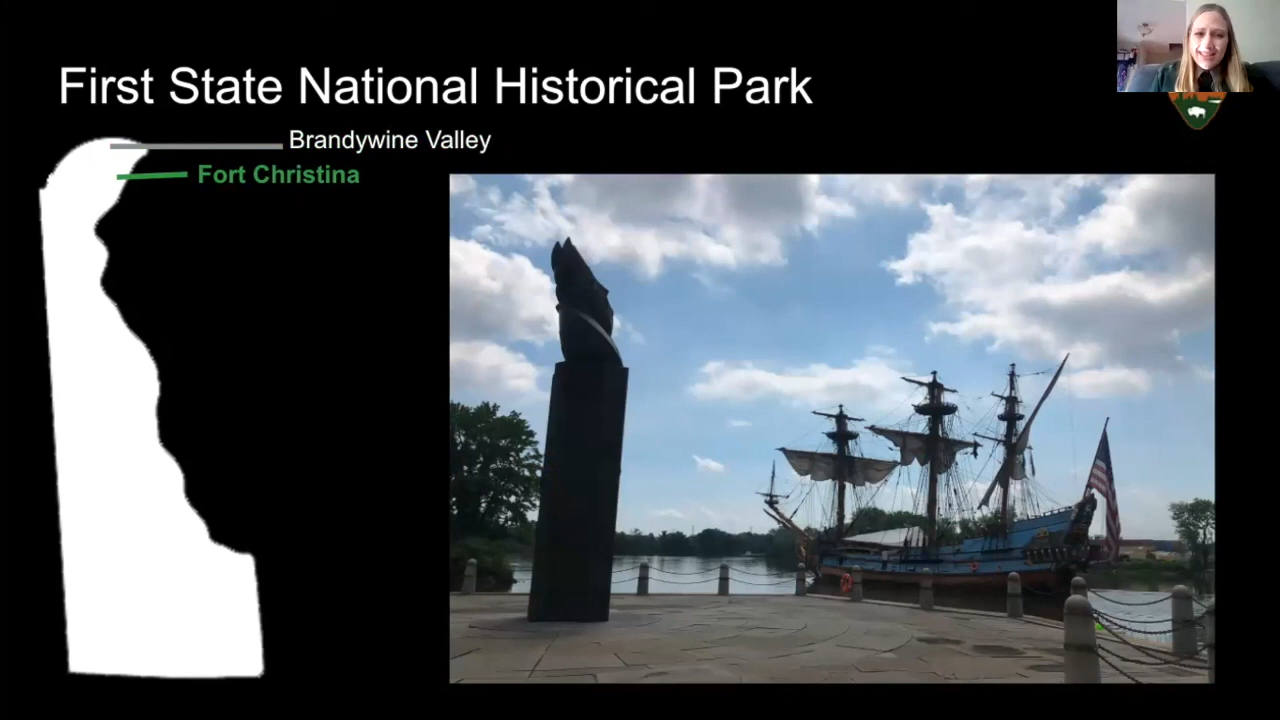 First State National Historical Park
Brandywine Valley
Fort Christina